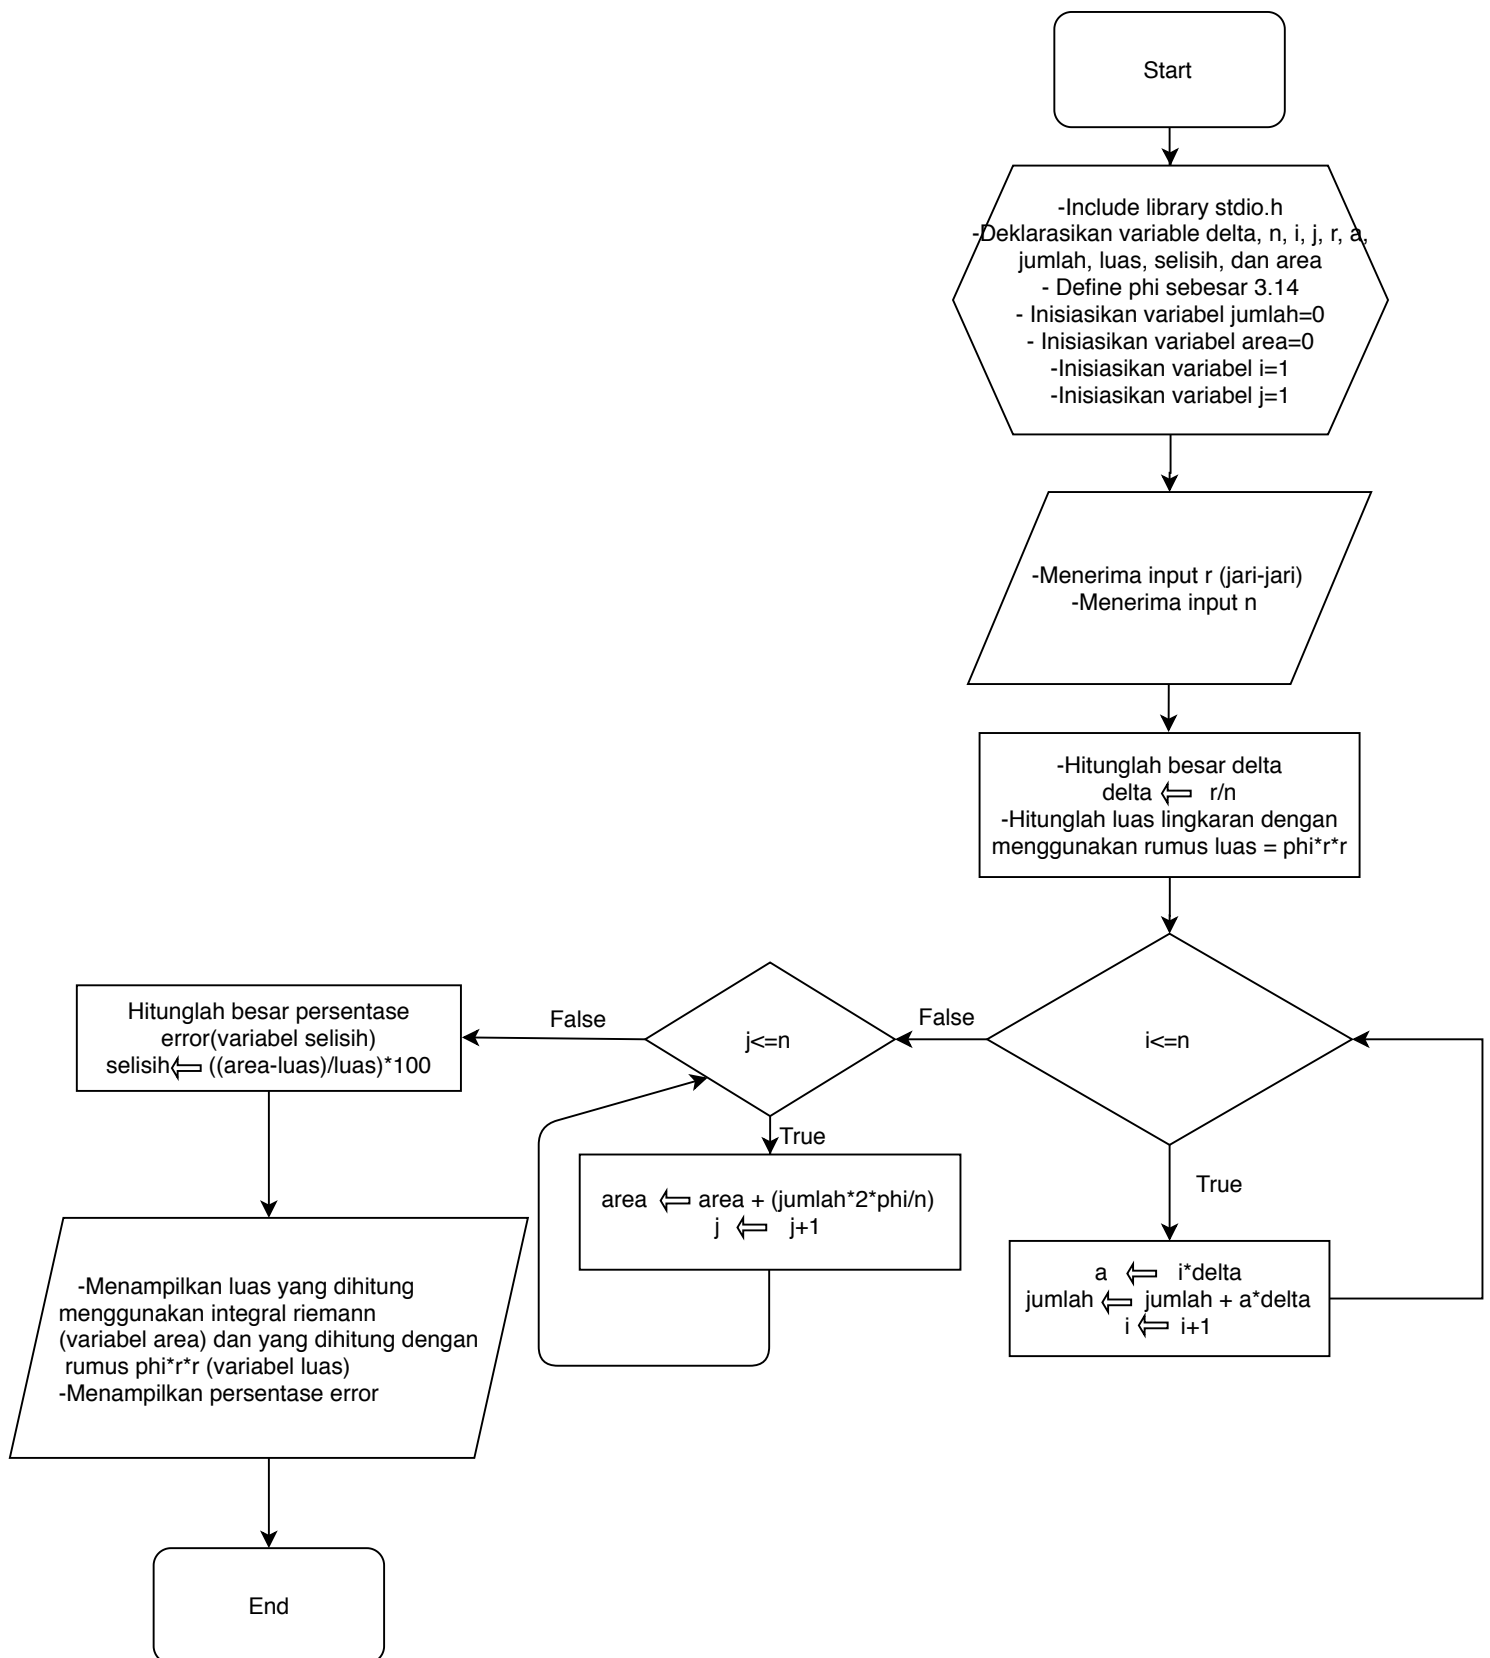 Start
-Include library stdio.h
-Deklarasikan variable delta, n, i, j, r, a,
jumlah, luas, selisih, dan area
- Define phi sebesar 3.14
- Inisiasikan variabel jumlah=0
- Inisiasikan variabel area=0
-Inisiasikan variabel i=1
-Inisiasikan variabel j=1
-Menerima input r (jari-jari)
-Menerima input n
-Hitunglah besar delta
delta ⇐ r/n
-Hitunglah luas lingkaran dengan
menggunakan rumus luas = phi*r*r
i<=n
True
a ⇐ i*delta
jumlah ⇐ jumlah + a*delta
i ⇐ i+1
False
j<=n
True
area ⇐ area + (jumlah*2*phi/n)
j ⇐ j+1
False
Hitunglah besar persentase
error(variabel selisih)
selisih ⇐ ((area-luas)/luas)*100
-Menampilkan luas yang dihitung
menggunakan integral riemann
(variabel area) dan yang dihitung dengan
rumus phi*r*r (variabel luas)
-Menampilkan persentase error
End